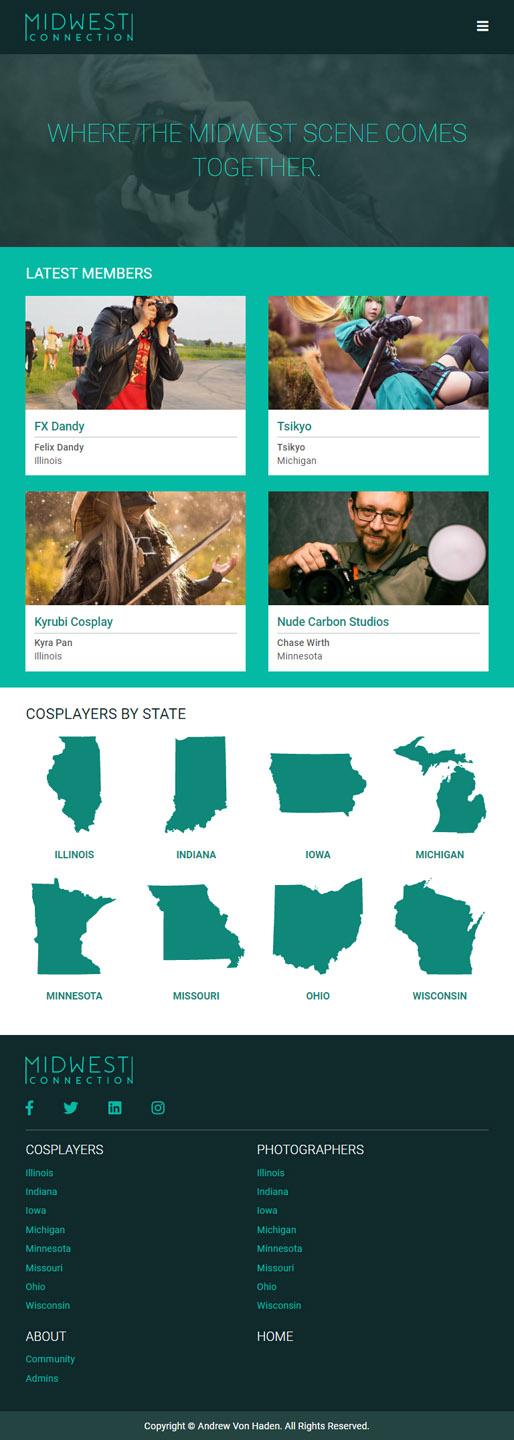 MIDWEST
CONNECTION
WHERE THE MIDWEST SCENE COMES
TOGETHER.
LATEST MEMBERS
FX Dandy
Felix Dandy
Illinois
Tsikyo
Tsikyo
Michigan
Kyrubi Cosplay
Kyra Pan
Illinois
Nude Carbon Studios
Chase Wirth
Minnesota
COSPLAYERS BY STATE
ILLINOIS
INDIANA
IOWA
MICHIGAN
MINNESOTA
MISSOURI
OHIO
WISCONSIN
MIDWEST
CONNECTION
COSPLAYERS
Illinois
Indiana
Iowa
Michigan
Minnesota
Missouri
Ohio
Wisconsin
PHOTOGRAPHERS
Illinois
Indiana
Iowa
Michigan
Minnesota
Missouri
Ohio
Wisconsin
ABOUT
Community
Admins
HOME
Copyright © Andrew Von Haden. All Rights Reserved.